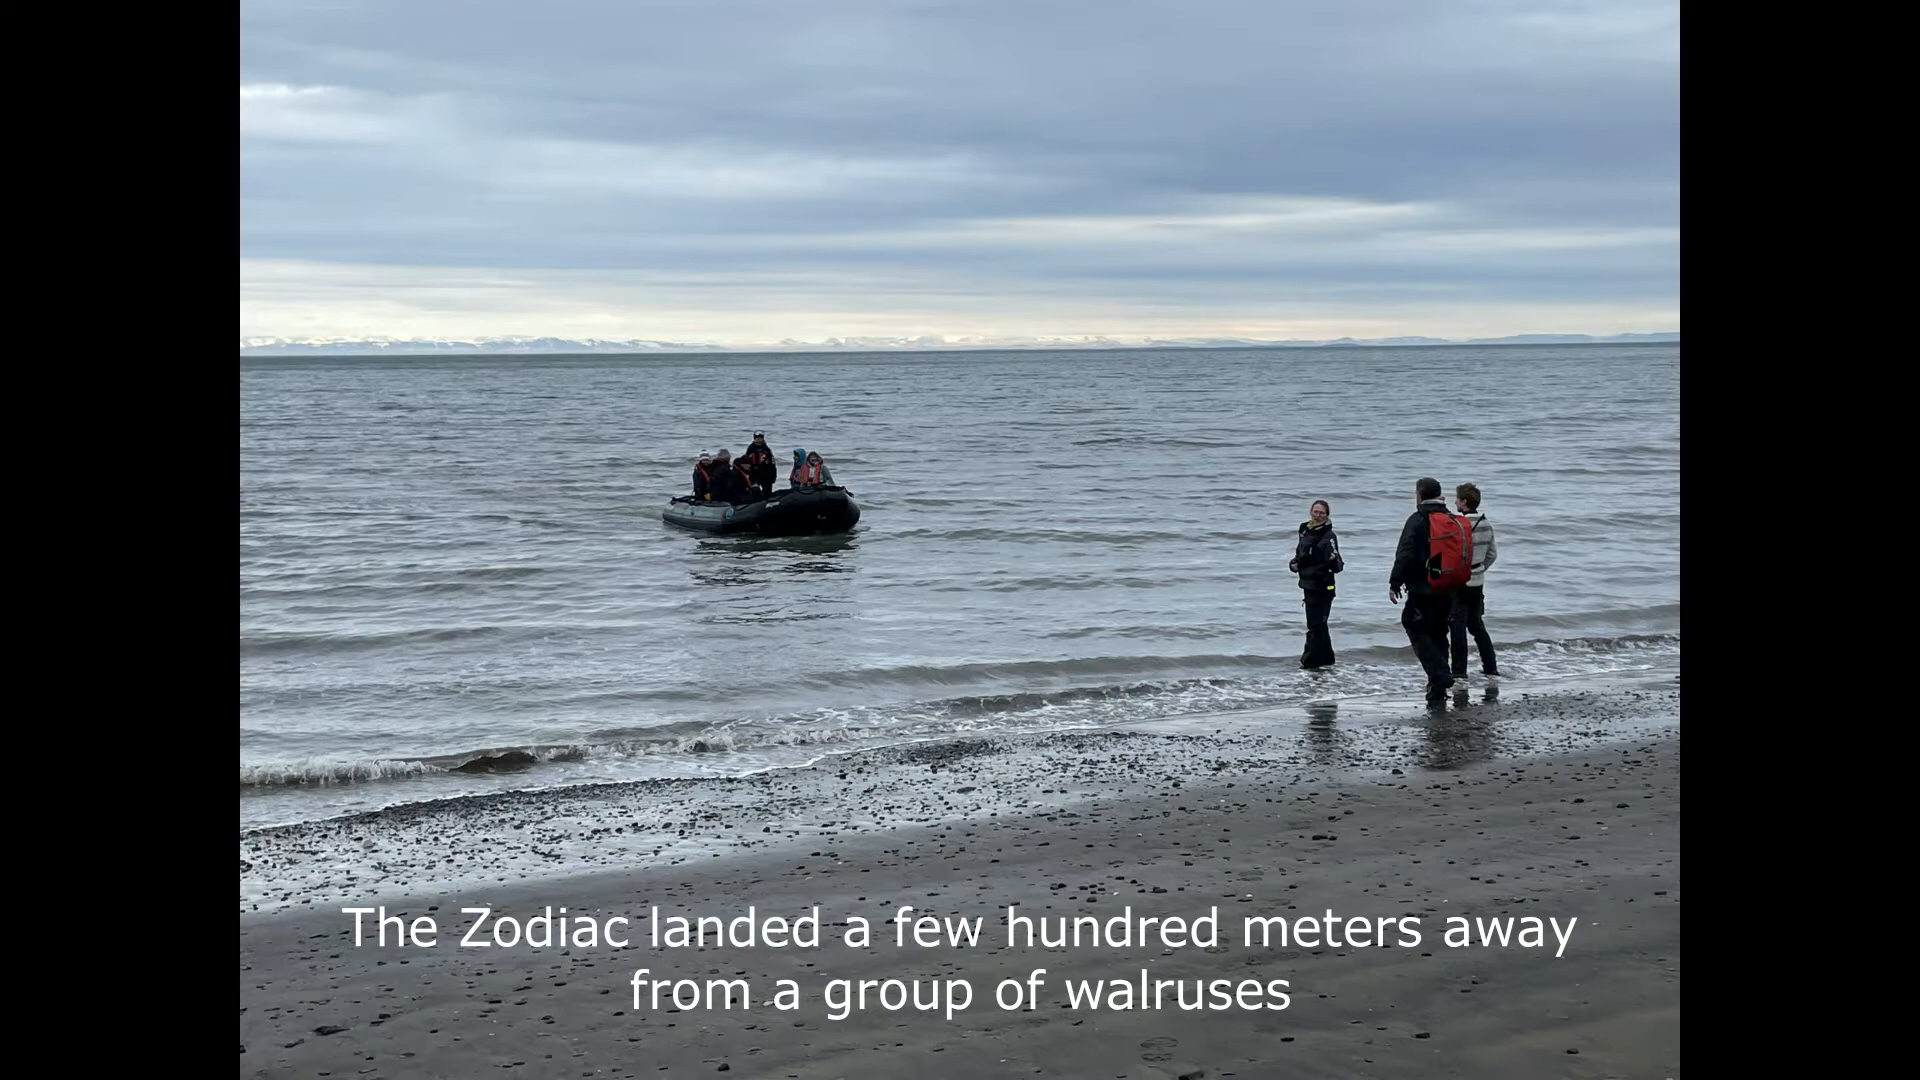 The Zodiac landed a few hundred meters away
from a group of walruses